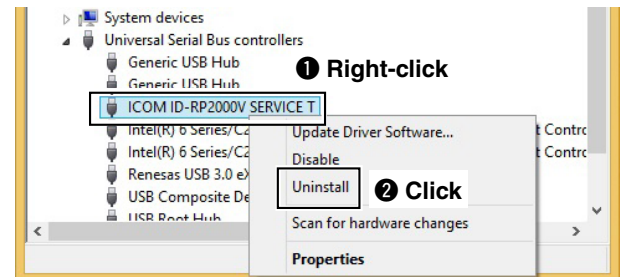 System devices
Universal Serial Bus controllers
Generic USB Hub
❶ Right-click
Generic USB Hub
ICOM ID-RP2000V SERVICE T
Intel(R) 6 Series/C2
Update Driver Software...
t Contro
Intel(R) 6 Series/C2
Disable
t Contro
Renesas USB 3.0 eX
Uninstall
❷ Click
USB Composite De
USB Root Hub
Scan for hardware changes
Properties